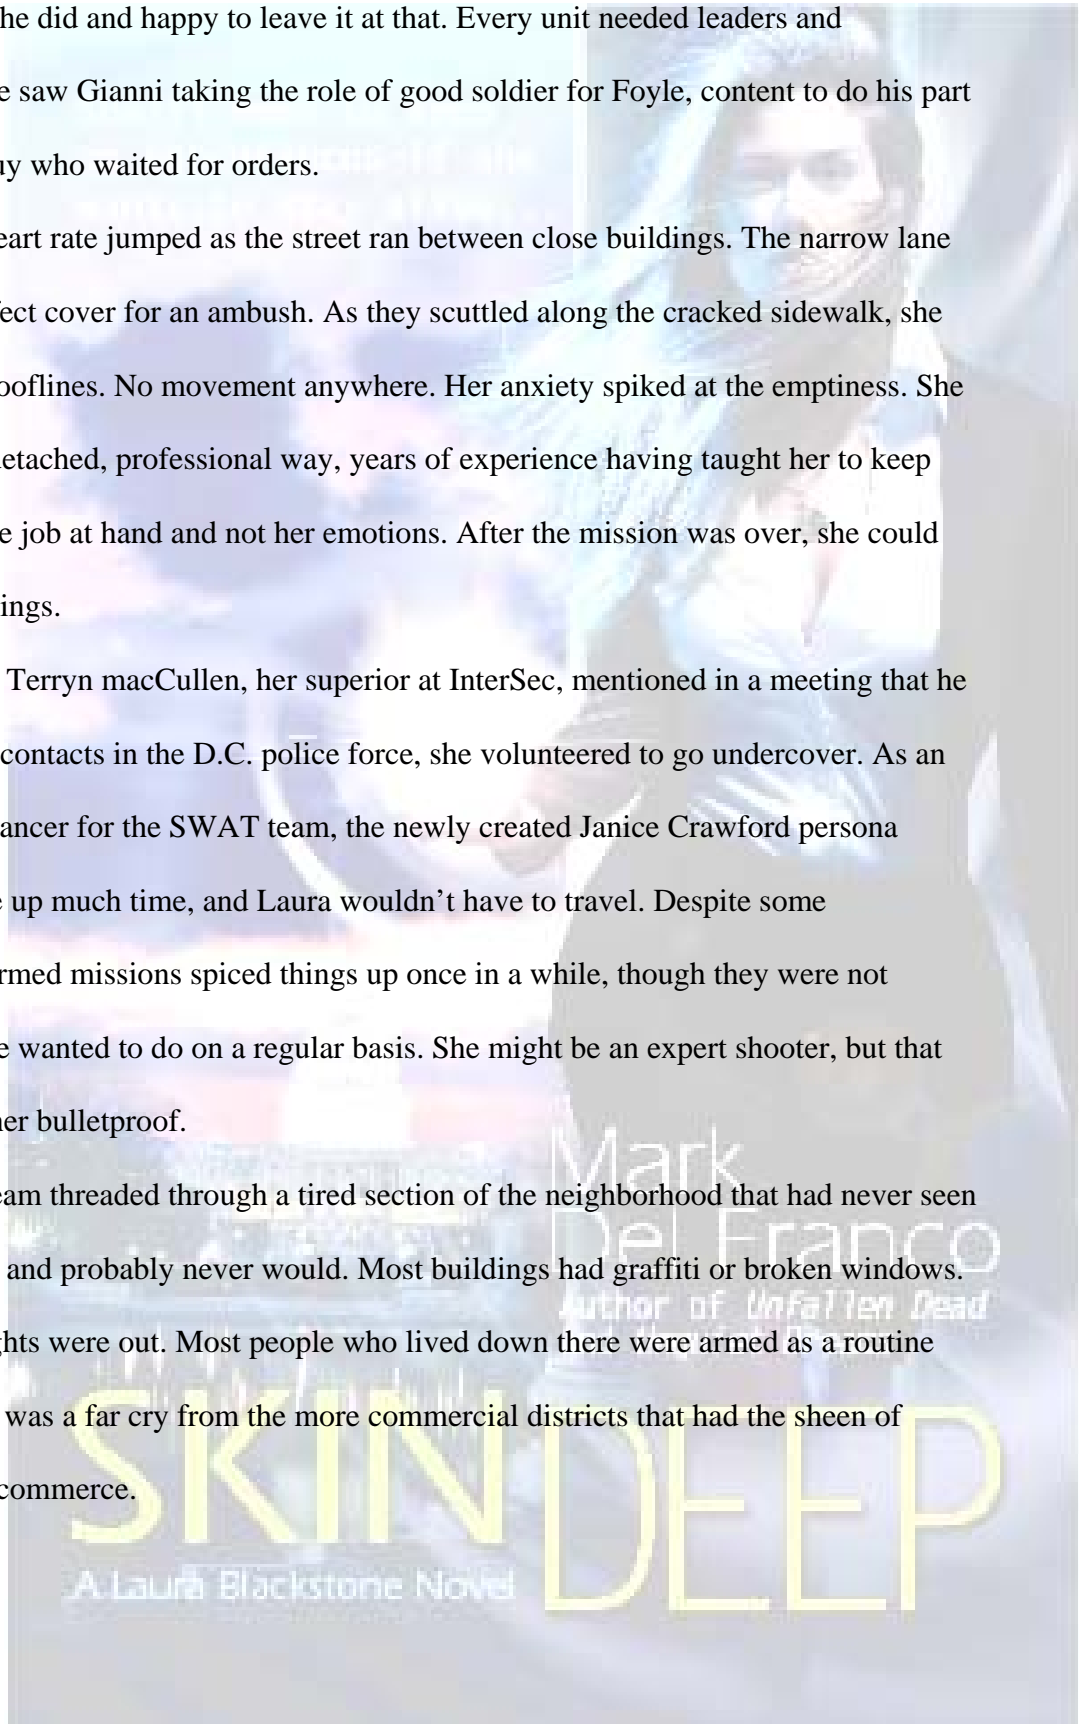 he did and happy to leave it at that. Every unit needed leaders and
e saw Gianni taking the role of good soldier for Foyle, content to do his part
uy who waited for orders.
eart rate jumped as the street ran between close buildings. The narrow lane
fect cover for an ambush. As they scuttled along the cracked sidewalk, she
ooflines. No movement anywhere. Her anxiety spiked at the emptiness. She
letached, professional way, years of experience having taught her to keep
e job at hand and not her emotions. After the mission was over, she could
ings.
Terryn macCullen, her superior at InterSec, mentioned in a meeting that he
contacts in the D.C. police force, she volunteered to go undercover. As an
ancer for the SWAT team, the newly created Janice Crawford persona
e up much time, and Laura wouldn’t have to travel. Despite some
rmed missions spiced things up once in a while, though they were not
e wanted to do on a regular basis. She might be an expert shooter, but that
her bulletproof.
eam threaded through a tired section of the neighborhood that had never seen
and probably never would. Most buildings had graffiti or broken windows.
ghts were out. Most people who lived down there were armed as a routine
was a far cry from the more commercial districts that had the sheen of
commerce.
Mark
Del Franco
Author of Unfallen Dead
SKIN DEEP
A Laura Blackstone Novel